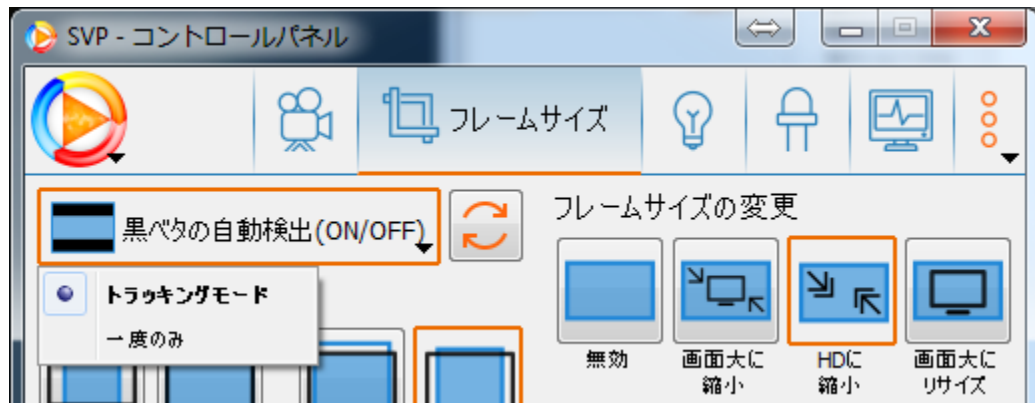 SVP - コントロールパネル
フレームサイズ
黒ベタの自動検出(ON/OFF)
トラッキングモード
一度のみ
フレームサイズの変更
無効
画面大に
縮小
HDに
縮小
画面大に
リサイズ